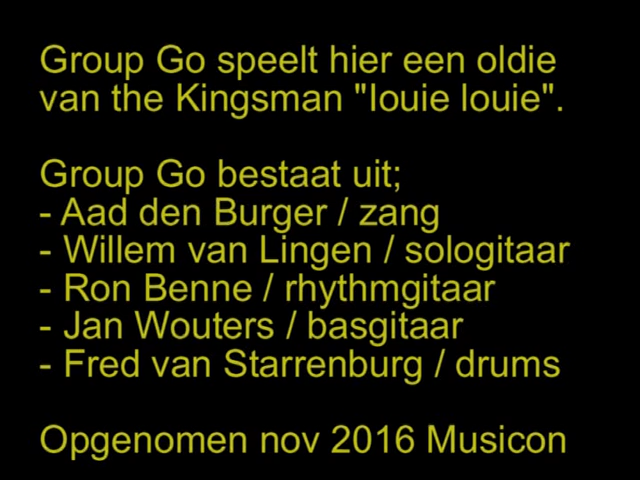 Group Go speelt hier een oldie
van the Kingsman "louie louie".
Group Go bestaat uit;
- Aad den Burger / zang
- Willem van Lingen / sologitaar
- Ron Benne / rhythmgitaar
- Jan Wouters / basgitaar
- Fred van Starrenburg / drums
Opgenomen nov 2016 Musicon